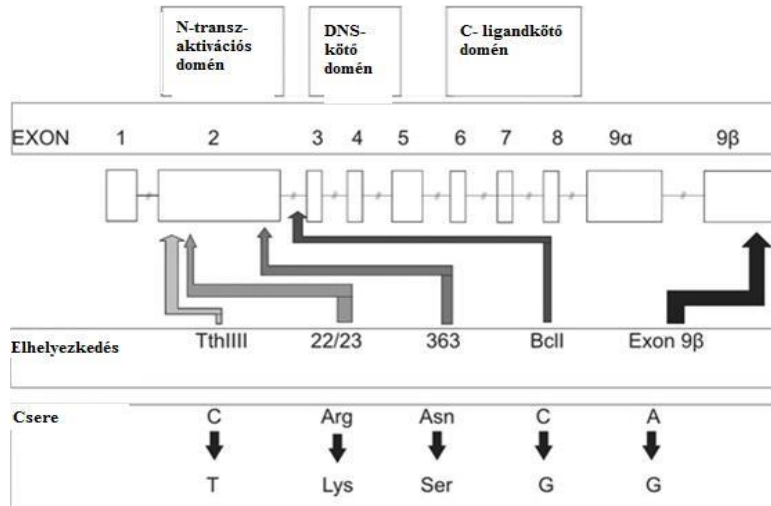 N-transz-
aktivációs
domén
DNS-
kötő
domén
C- ligandkötő
domén
EXON 1 2 3 4 5 6 7 8 9α 9β
Elhelyezkedés TthIIII 22/23 363 BclI Exon 9β
Csere C Arg Asn C A
T Lys Ser G G